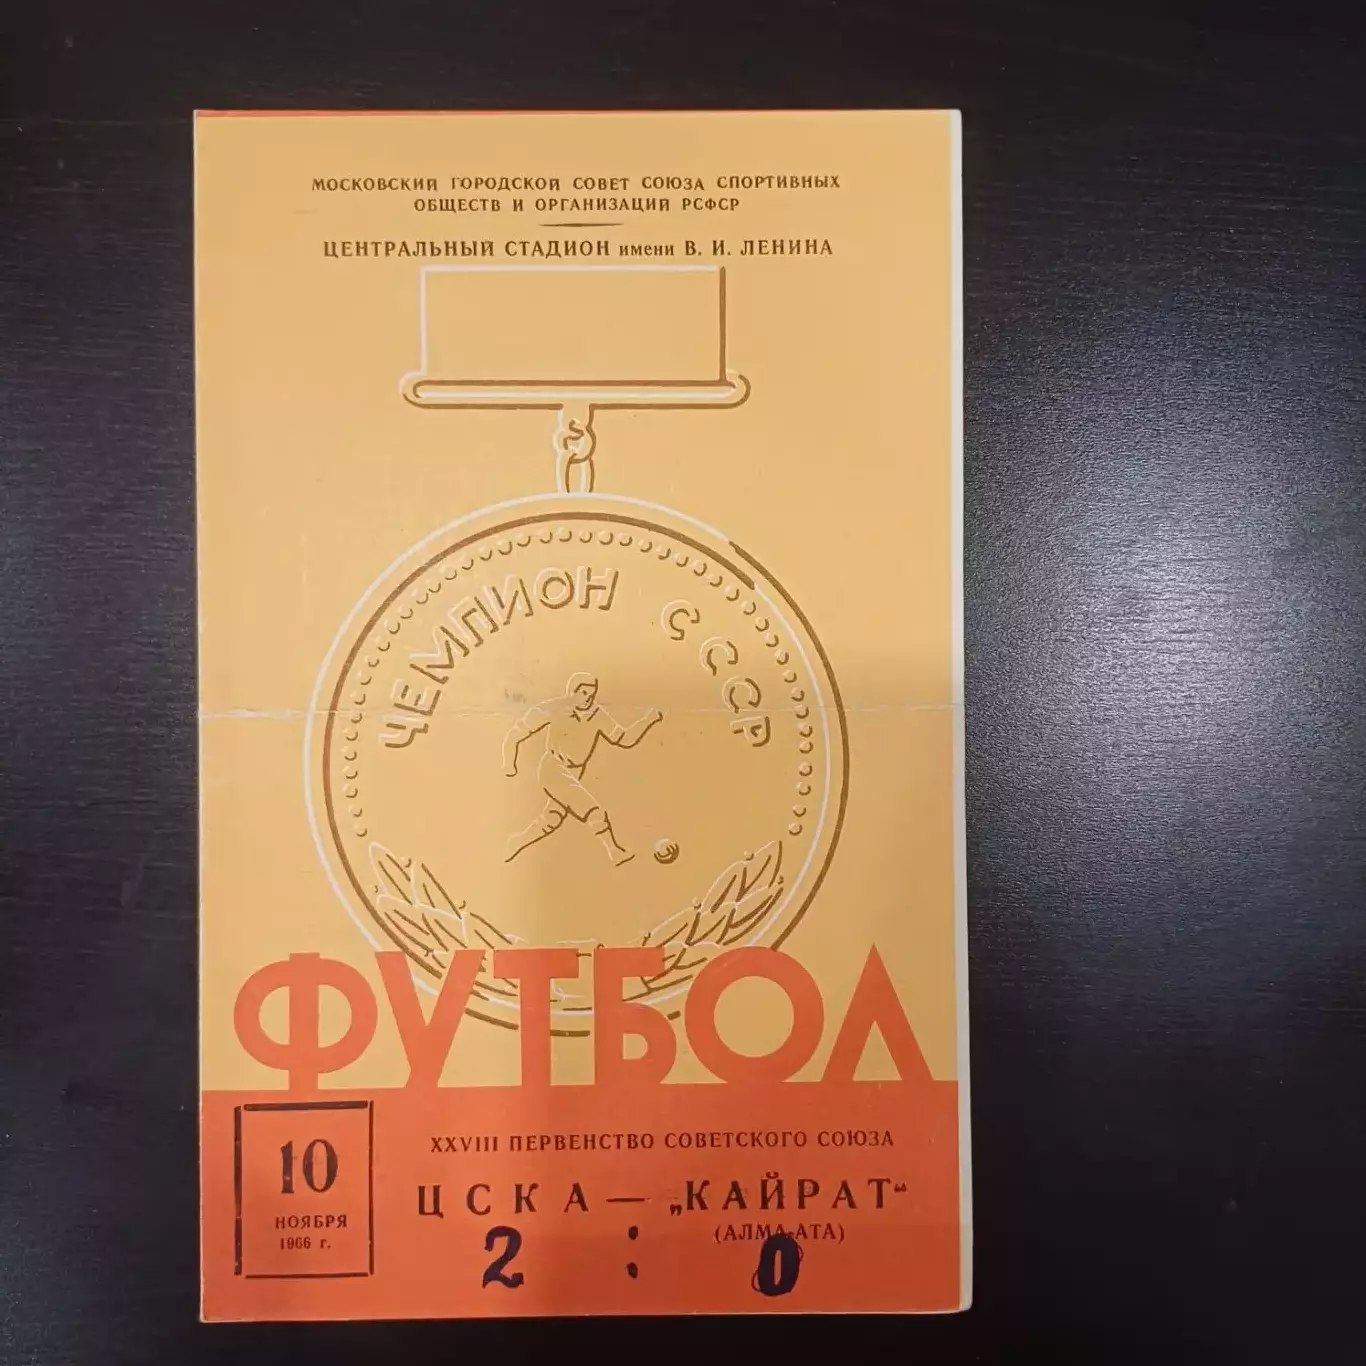 МОСКОВСКИЙ ГОРОДСКОЙ СОВЕТ СОЮЗА СПОРТИВНЫХ
ОБЩЕСТВ И ОРГАНИЗАЦИЙ РСФСР
ЦЕНТРАЛЬНЫЙ СТАДИОН имени В. И. ЛЕНИНА
ЧЕМПИОН СССР
ФУТБОЛ
10
НОЯБРЯ
1966 г.
XXVIII ПЕРВЕНСТВО СОВЕТСКОГО СОЮЗА
ЦСКА — „КАЙРАТ“
(АЛМА-АТА)
2 : 0